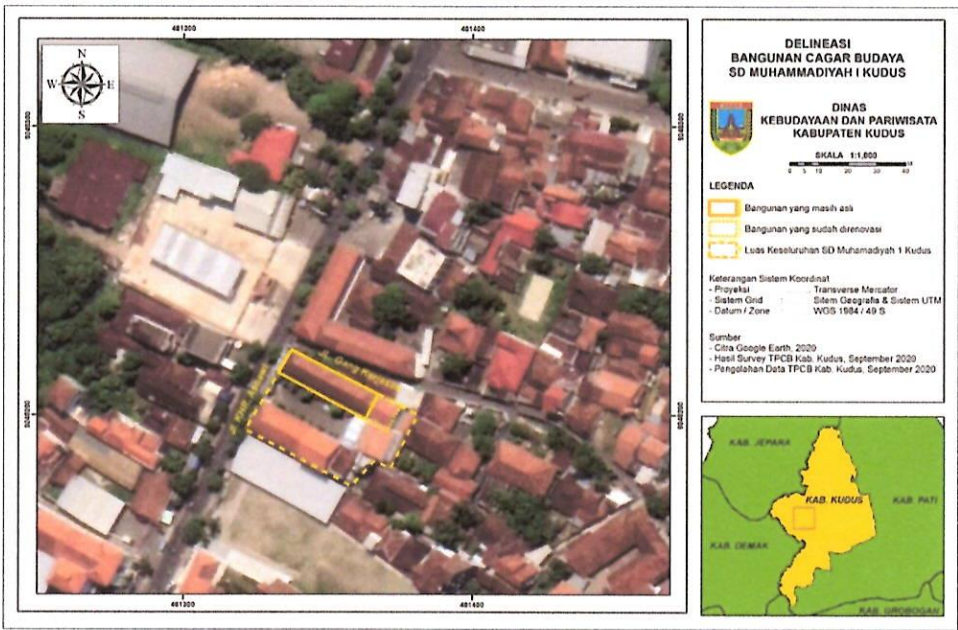 DELINEASI
BANGUNAN CAGAR BUDAYA
SD MUHAMMADIYAH I KUDUS
DINAS
KEBUDAYAAN DAN PARIWISATA
KABUPATEN KUDUS
SKALA 1:1,000
0 5 10 20 30 40
LEGENDA
Bangunan yang masih asli
Bangunan yang sudah direnovasi
Luas Keseluruhan SD Muhamadiyah 1 Kudus
Keterangan Sistem Koordinat
- Proyeksi : Transverse Mercator
- Sistem Grid : Sitem Geografis & Sistem UTM
- Datum / Zone : WGS 1984 / 49 S
Sumber
- Citra Google Earth, 2020
- Hasil Survey TPCB Kab. Kudus, September 2020
- Pengolahan Data TPCB Kab. Kudus, September 2020
KAB. JEPARA
KAB. KUDUS
KAB. PATI
KAB. DEMAK
KAB. GROBOGAN
481300
481400
N
W E
S
Jl. Gang
481300
481400